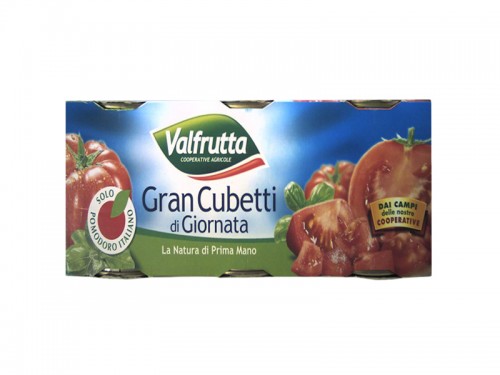 Valfrutta
COOPERATIVE AGRICOLE
Gran Cubetti
di Giornata
La Natura di Prima Mano
SOLO
POMODORO ITALIANO
DAI CAMPI
delle nostre
COOPERATIVE